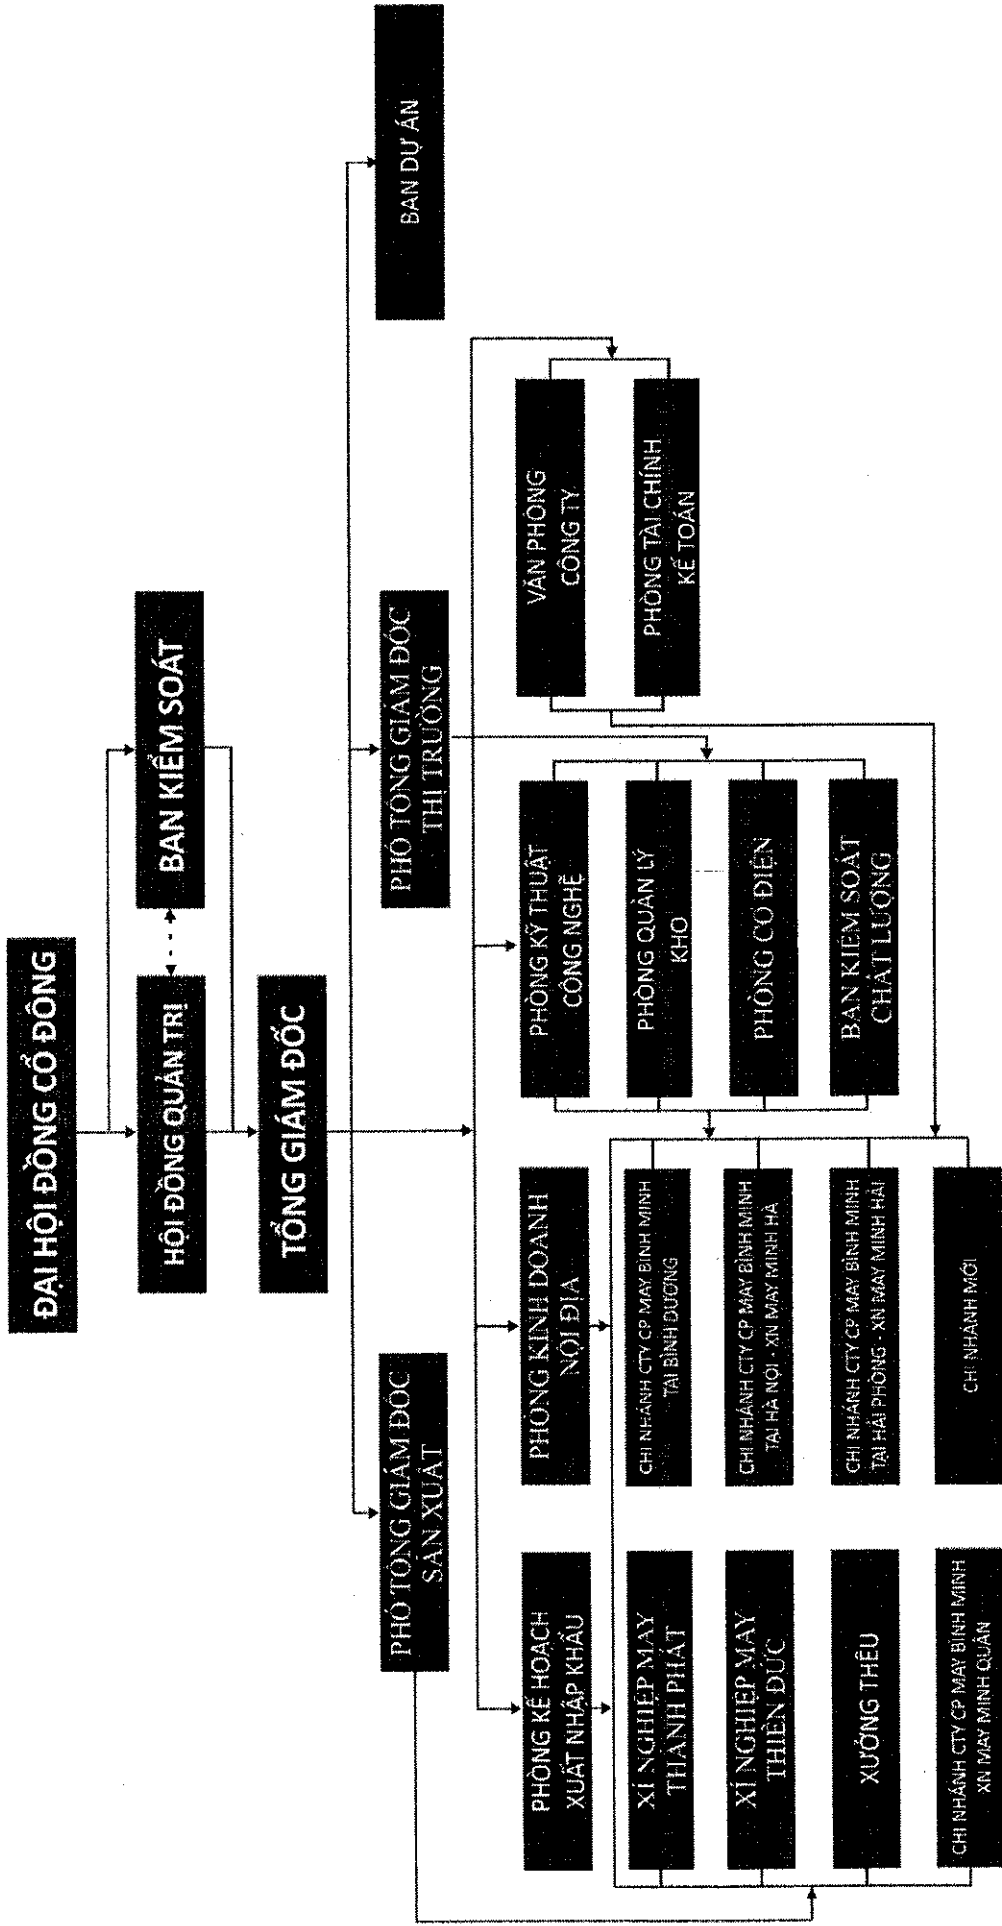 ĐẠI HỘI ĐỒNG CỔ ĐÔNG
HỘI ĐỒNG QUẢN TRỊ
BAN KIỂM SOÁT
TỔNG GIÁM ĐỐC
PHÓ TỔNG GIÁM ĐỐC
SẢN XUẤT
PHÓ TỔNG GIÁM ĐỐC
THỊ TRƯỜNG
BAN DỰ ÁN
PHÒNG KẾ HOẠCH
XUẤT NHẬP KHẨU
PHÒNG KINH DOANH
NỘI ĐỊA
PHÒNG KỸ THUẬT
CÔNG NGHỆ
VĂN PHÒNG
CÔNG TY
XÍ NGHIỆP MAY
THÀNH PHÁT
CHI NHÁNH CTY CP MAY BÌNH MINH
TẠI BÌNH DƯƠNG
PHÒNG QUẢN LÝ
KHO
PHÒNG TÀI CHÍNH
KẾ TOÁN
XÍ NGHIỆP MAY
THIÊN ĐỨC
CHI NHÁNH CTY CP MAY BÌNH MINH
TẠI HÀ NỘI - XN MAY MINH HÀ
PHÒNG CƠ ĐIỆN
XƯỞNG THÊU
CHI NHÁNH CTY CP MAY BÌNH MINH
TẠI HẢI PHÒNG - XN MAY MINH HẢI
BAN KIỂM SOÁT
CHẤT LƯỢNG
CHI NHÁNH CTY CP MAY BÌNH MINH
XN MAY MINH QUÂN
CHI NHÁNH MỚI